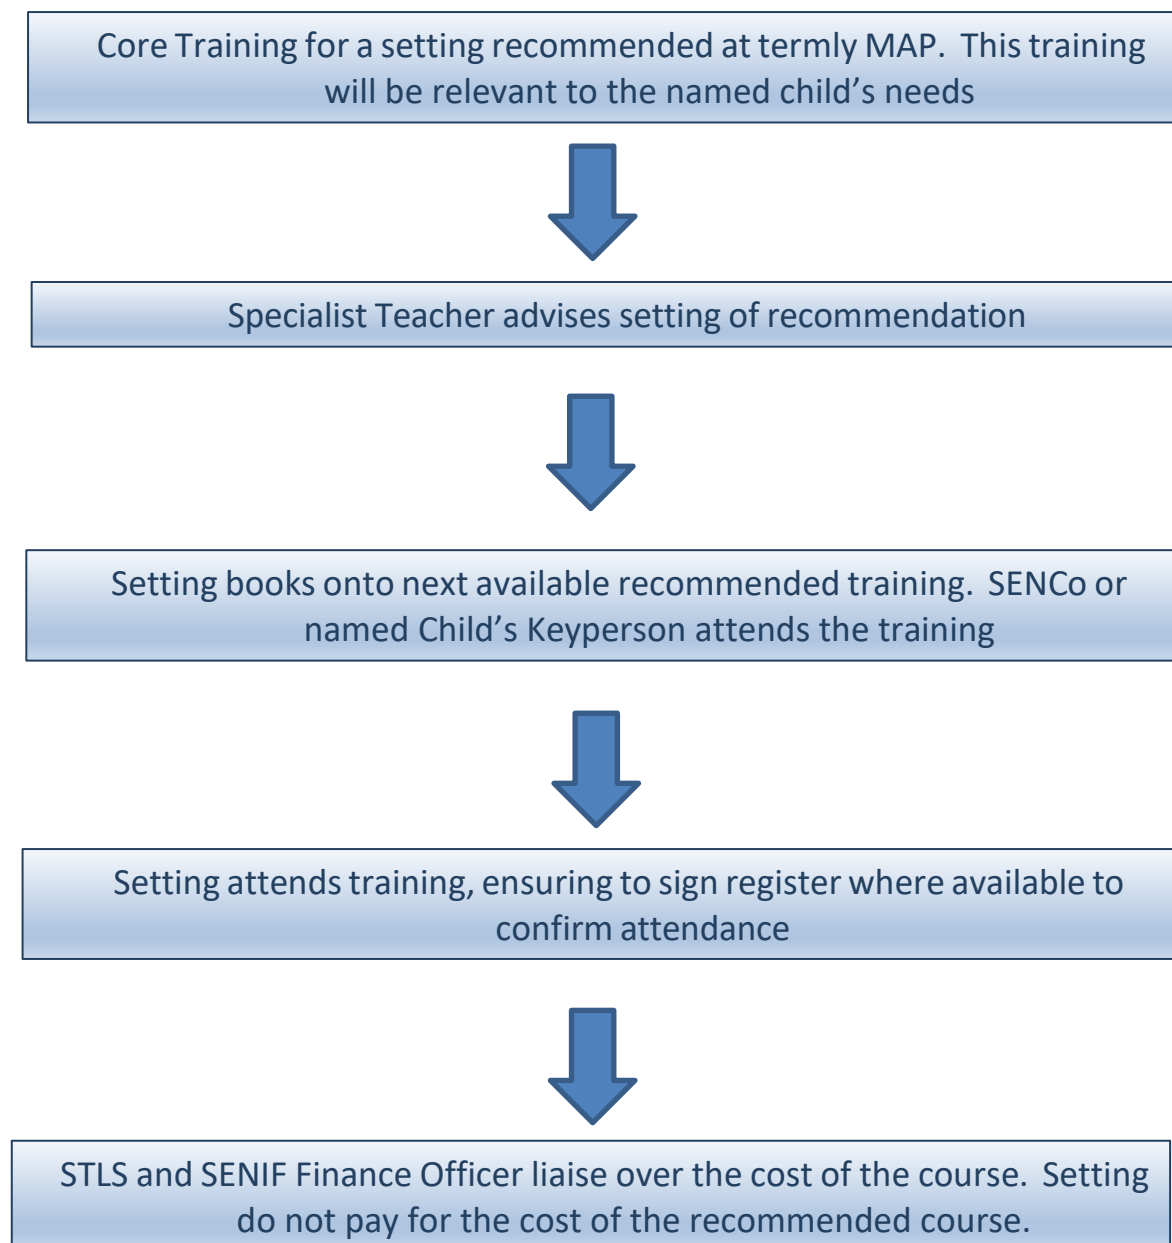 Core Training for a setting recommended at termly MAP.  This training
will be relevant to the named child’s needs
Specialist Teacher advises setting of recommendation
Setting books onto next available recommended training.  SENCo or
named Child’s Keyperson attends the training
Setting attends training, ensuring to sign register where available to
confirm attendance
STLS and SENIF Finance Officer liaise over the cost of the course.  Setting
do not pay for the cost of the recommended course.